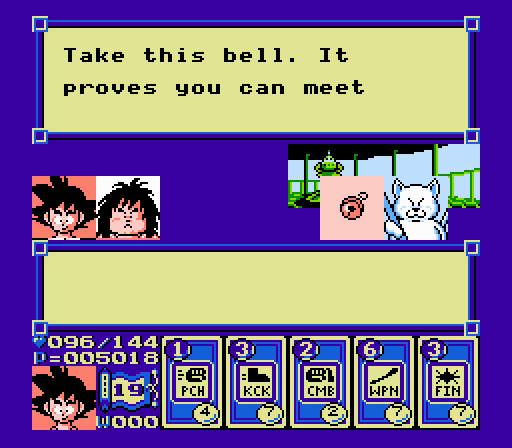 Take this bell. It
proves you can meet
096/144
P=005018
19
W000
1 3 2 6 3
PCH KCK CMB WPN FIN
4 7 2 7 7